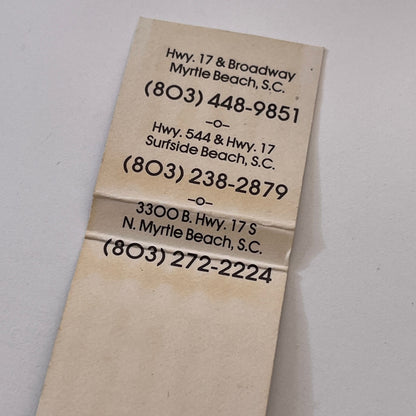 Hwy. 17 & Broadway
Myrtle Beach, S.C.
(803) 448-9851
-o-
Hwy. 544 & Hwy. 17
Surfside Beach, S.C.
(803) 238-2879
-o-
3300 B. Hwy. 17 S
N. Myrtle Beach, S.C.
(803) 272-2224